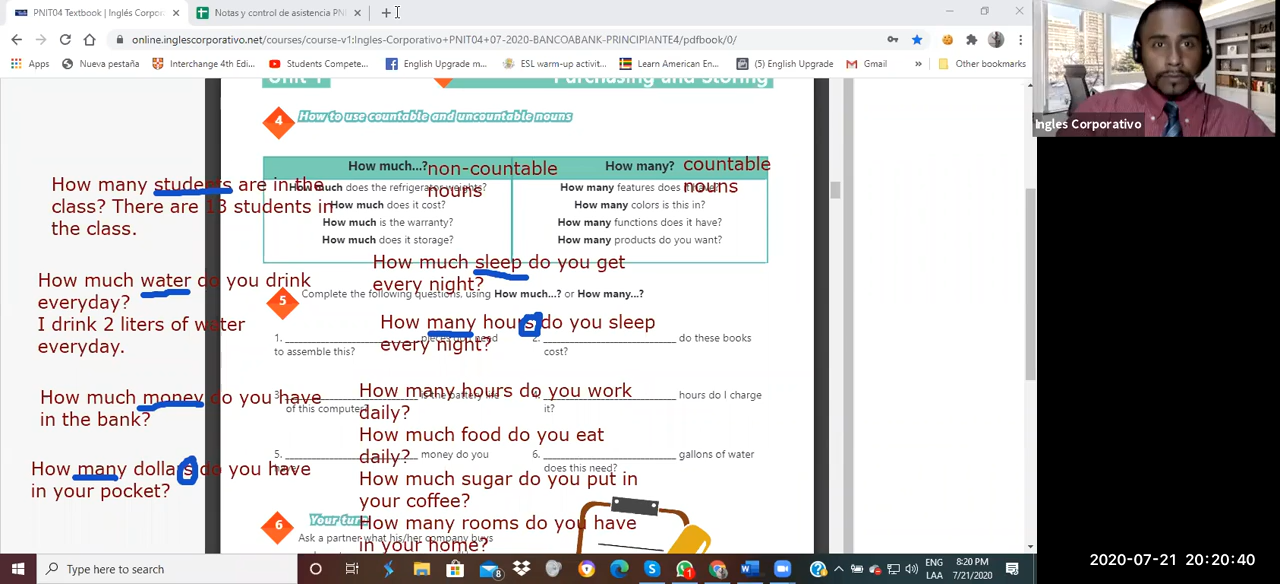 PNIT04 Textbook | Inglés Corporat
Notas y control de asistencia PNI
online.inglescorporativo.net/courses/course-v1:Ingles-Corporativo+PNIT04+07-2020-BANCOABANK-PRINCIPIANTE4/pdfbook/0/
Apps Nueva pestaña Interchange 4th Edi... Students Compete... English Upgrade m... ESL warm-up activit... Learn American En... (5) English Upgrade Gmail » Other bookmarks
Purchasing and Storing
4 How to use countable and uncountable nouns
How much...? non-countable nouns
How many? countable nouns
How much does the refrigerator weights?
How much does it cost?
How much is the warranty?
How much does it storage?
How many features does it have?
How many colors is this in?
How many functions does it have?
How many products do you want?
How many students are in the
class? There are 13 students in
the class.
How much water do you drink
everyday?
I drink 2 liters of water
everyday.
How much money do you have
in the bank?
How many dollars do you have
in your pocket?
How much sleep do you get
every night?
5 Complete the following questions, using How much...? or How many...?
How many hours do you sleep
every night?
1. to assemble this?
2. do these books
cost?
How many hours do you work
daily?
3 is the battery life
of this computer?
4. hours do I charge
it?
How much food do you eat
daily?
5. money do you
6. gallons of water
does this need?
How much sugar do you put in
your coffee?
How many rooms do you have
in your home?
6 Your turn
Ask a partner what his/her company buys
Ingles Corporativo
Type here to search
8
1
ENG
LAA
8:20 PM
7/21/2020
2020-07-21 20:20:40